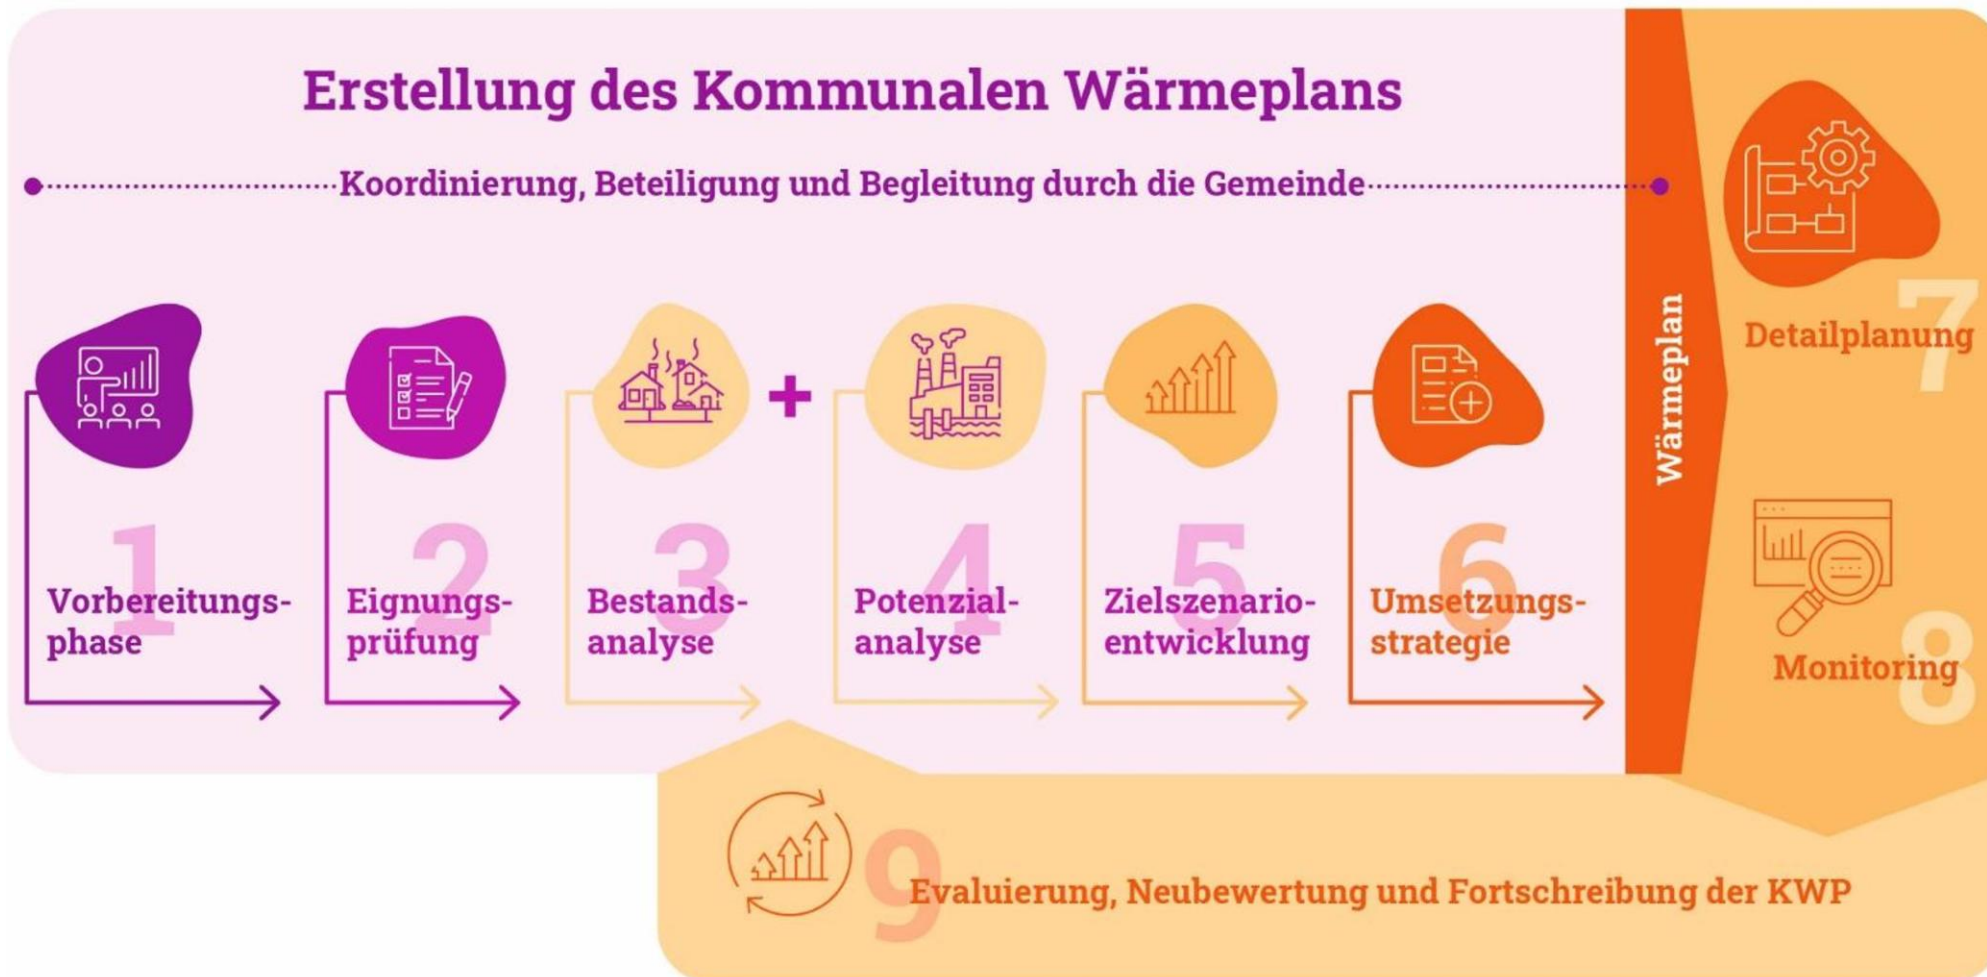 Erstellung des Kommunalen Wärmeplans
Koordinierung, Beteiligung und Begleitung durch die Gemeinde
1
Vorbereitungs-
phase
2
Eignungs-
prüfung
3
Bestands-
analyse
+
4
Potenzial-
analyse
5
Zielszenario-
entwicklung
6
Umsetzungs-
strategie
Wärmeplan
7
Detailplanung
8
Monitoring
9
Evaluierung, Neubewertung und Fortschreibung der KWP